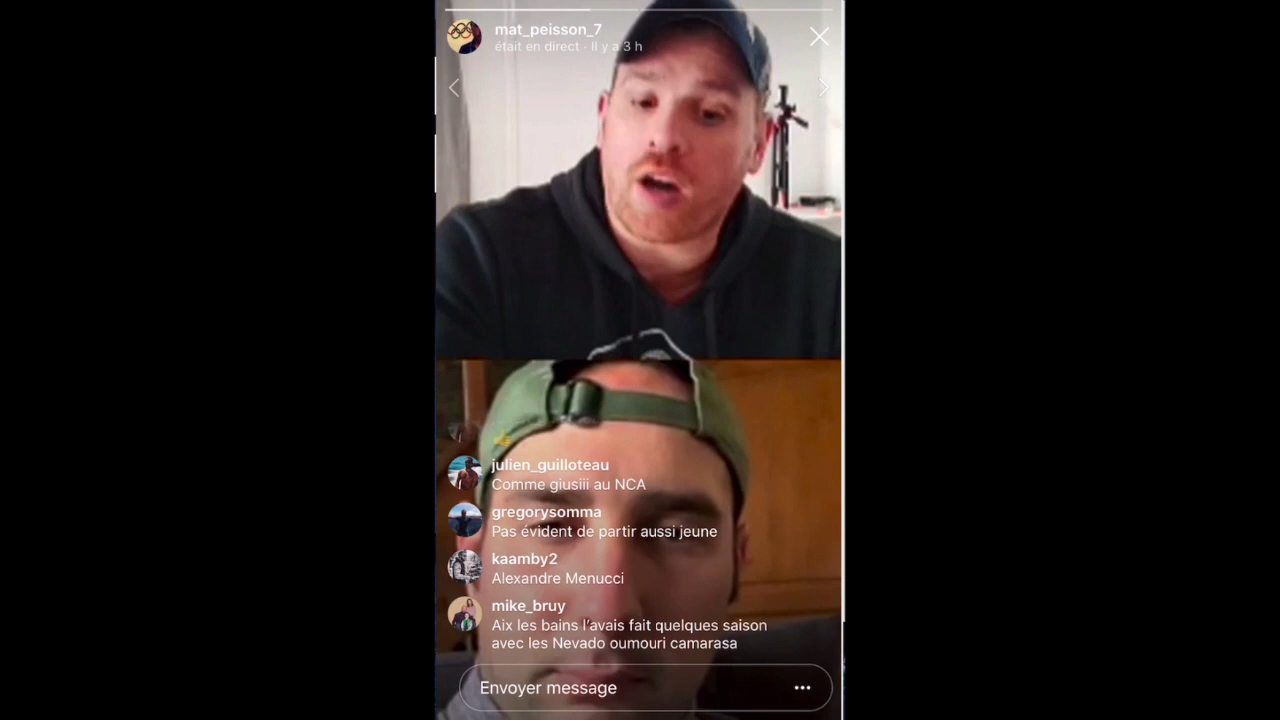 mat_peisson_7
était en direct · Il y a 3 h
julien_guilloteau
Comme giusiii au NCA
gregorysomma
Pas évident de partir aussi jeune
kaamby2
Alexandre Menucci
mike_bruy
Aix les bains l'avais fait quelques saison
avec les Nevado oumouri camarasa
Envoyer message